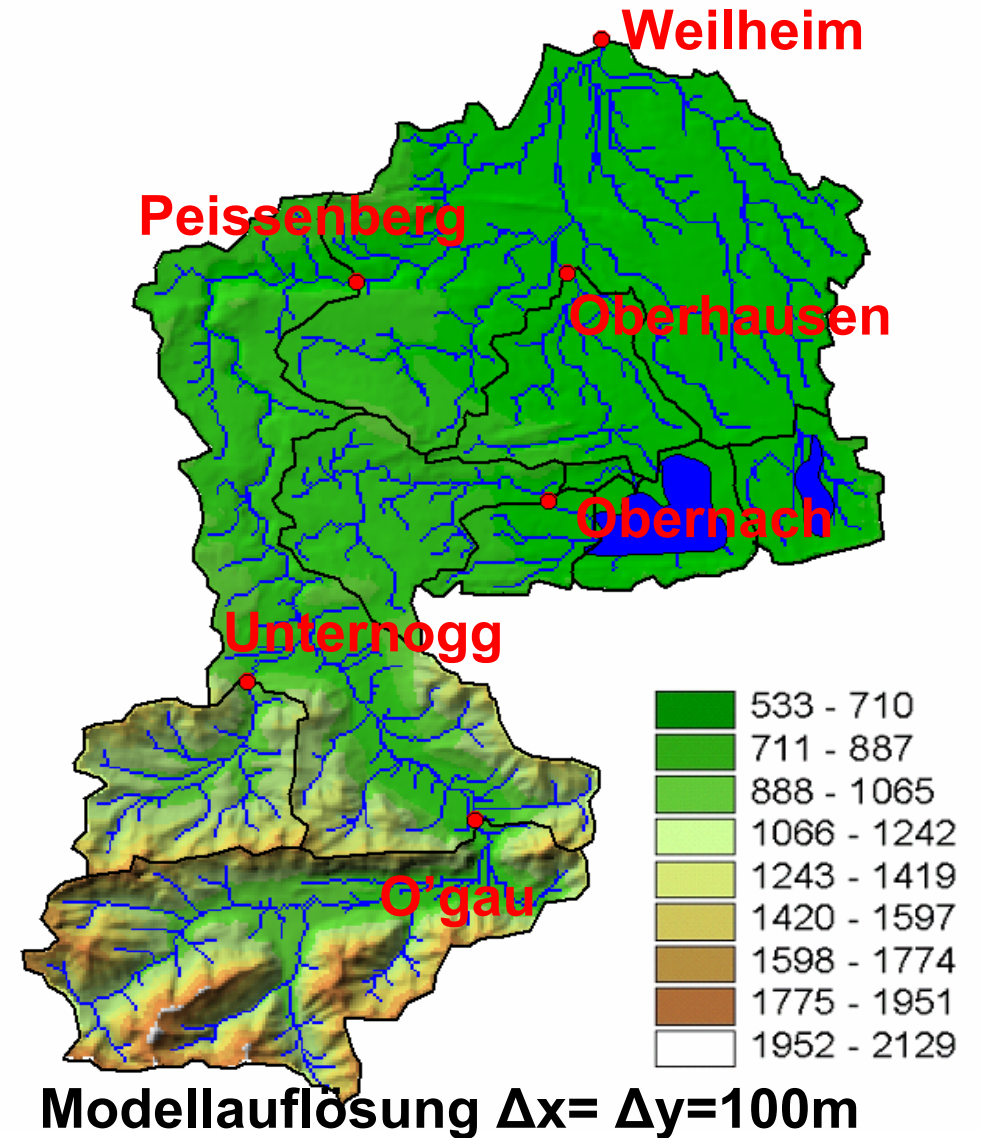 Weilheim
Peissenberg
Oberhausen
Obernach
Unternogg
O'gau
533 - 710
711 - 887
888 - 1065
1066 - 1242
1243 - 1419
1420 - 1597
1598 - 1774
1775 - 1951
1952 - 2129
Modellauflösung Δx= Δy=100m